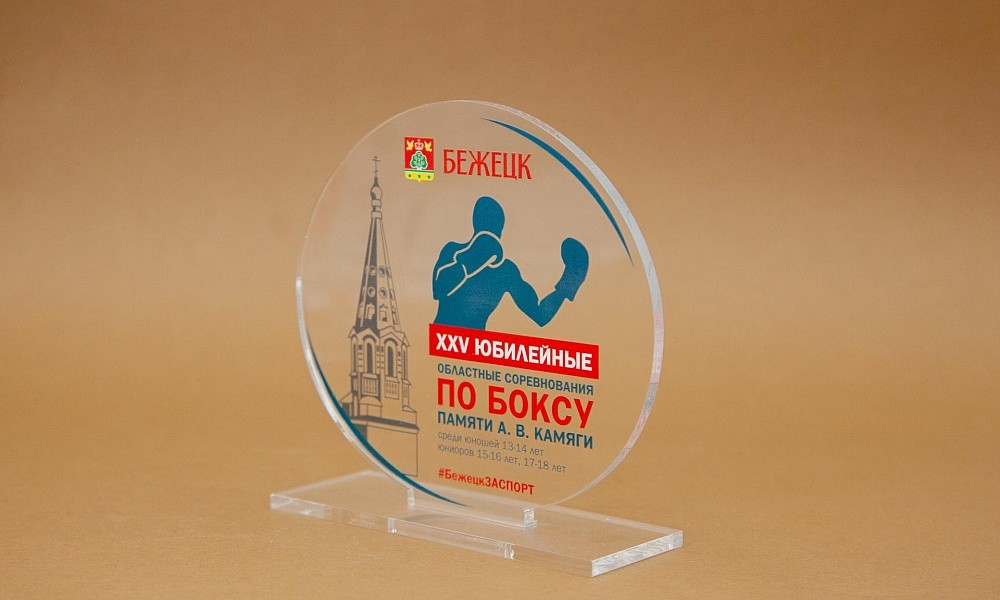 БЕЖЕЦК
XXV ЮБИЛЕЙНЫЕ
ОБЛАСТНЫЕ СОРЕВНОВАНИЯ
ПО БОКСУ
ПАМЯТИ А. В. КАМЯГИ
среди юношей 13-14 лет
юниоров 15-16 лет, 17-18 лет
#БежецкЗАСПОРТ